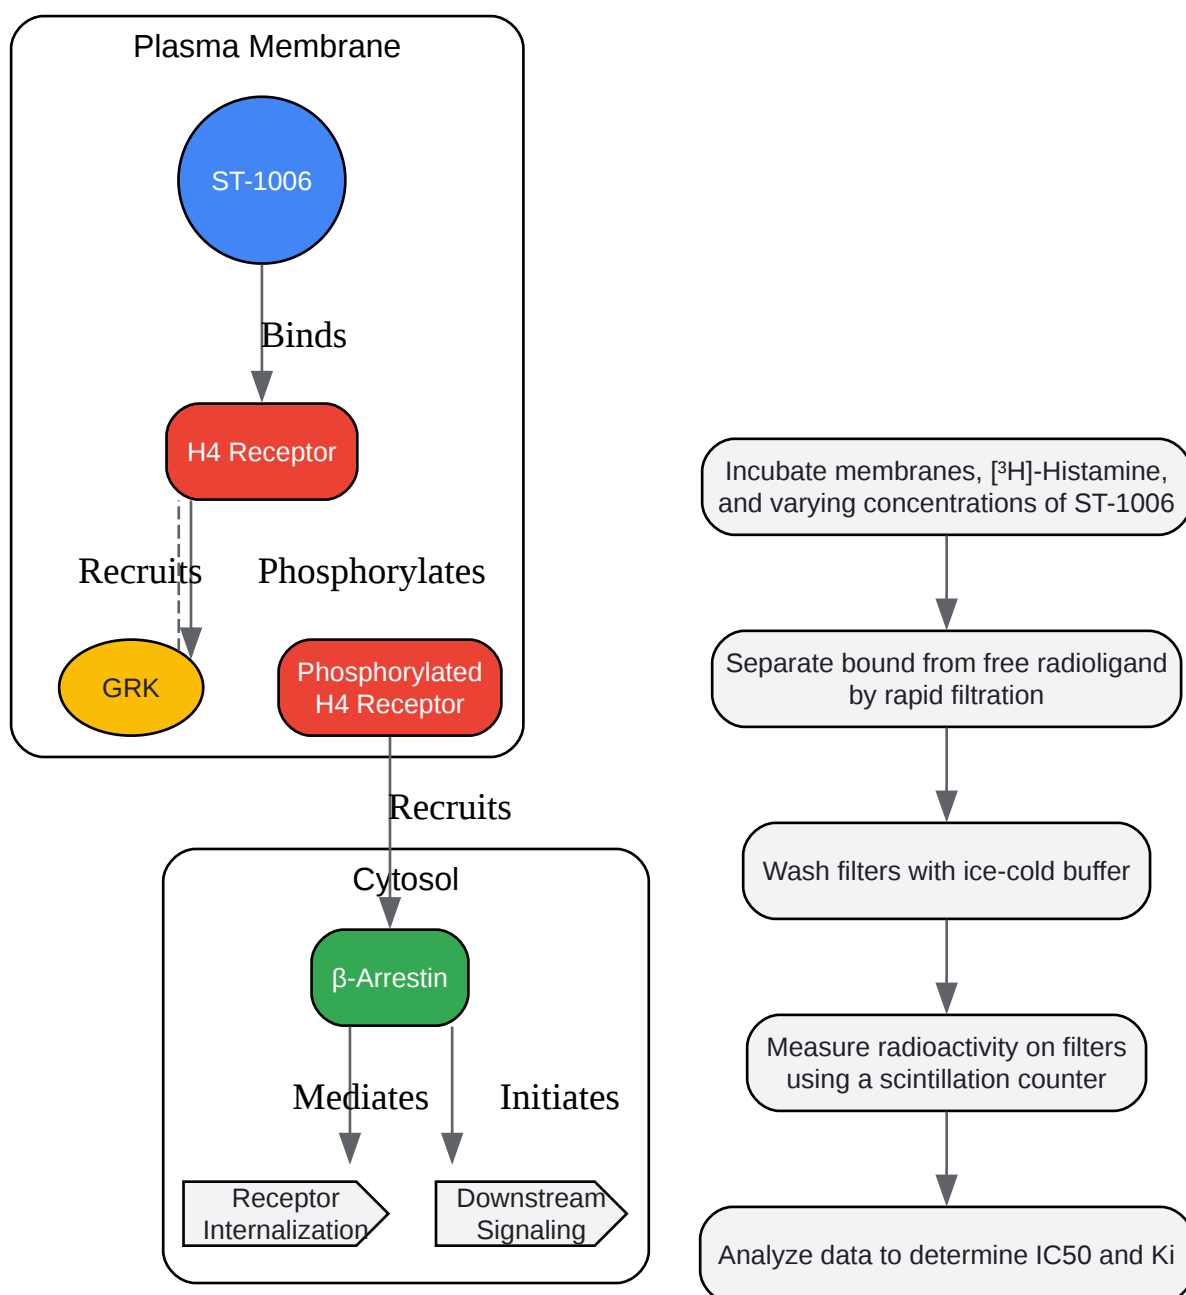 Plasma Membrane
ST-1006
Binds
H4 Receptor
Recruits
Phosphorylates
GRK
Phosphorylated
H4 Receptor
Recruits
Cytosol
β-Arrestin
Mediates
Initiates
Receptor
Internalization
Downstream
Signaling
Incubate membranes, [³H]-Histamine,
and varying concentrations of ST-1006
Separate bound from free radioligand
by rapid filtration
Wash filters with ice-cold buffer
Measure radioactivity on filters
using a scintillation counter
Analyze data to determine IC50 and Ki